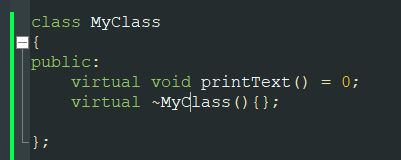 class MyClass
{
public:
    virtual void printText() = 0;
    virtual ~MyClass(){};
};